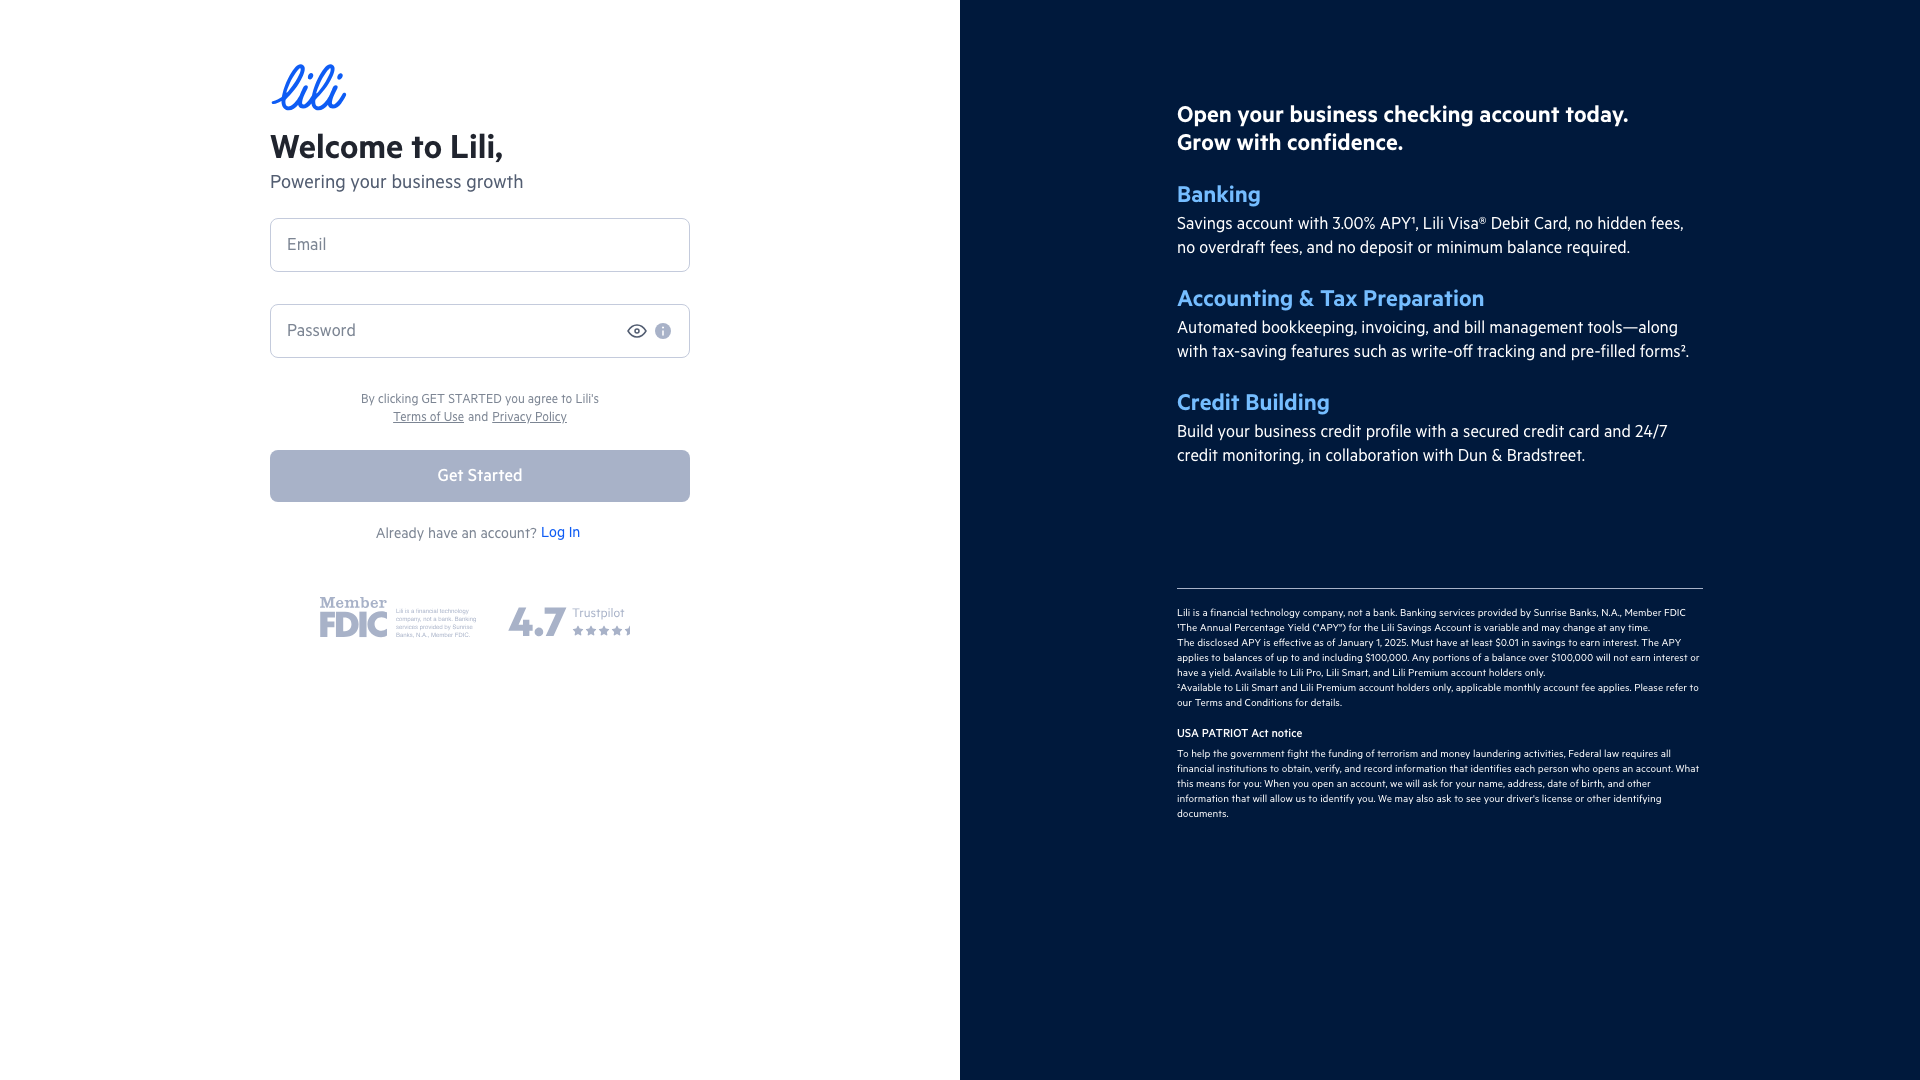 lili
Welcome to Lili,
Powering your business growth
Email
Password
By clicking GET STARTED you agree to Lili's
Terms of Use and Privacy Policy
Get Started
Already have an account? Log In
Member
FDIC
Lili is a financial technology
company, not a bank. Banking
services provided by Sunrise
Banks, N.A., Member FDIC.
4.7
Trustpilot
Open your business checking account today.
Grow with confidence.
Banking
Savings account with 3.00% APY¹, Lili Visa® Debit Card, no hidden fees,
no overdraft fees, and no deposit or minimum balance required.
Accounting & Tax Preparation
Automated bookkeeping, invoicing, and bill management tools—along
with tax-saving features such as write-off tracking and pre-filled forms².
Credit Building
Build your business credit profile with a secured credit card and 24/7
credit monitoring, in collaboration with Dun & Bradstreet.
Lili is a financial technology company, not a bank. Banking services provided by Sunrise Banks, N.A., Member FDIC
¹The Annual Percentage Yield ("APY") for the Lili Savings Account is variable and may change at any time.
The disclosed APY is effective as of January 1, 2025. Must have at least $0.01 in savings to earn interest. The APY
applies to balances of up to and including $100,000. Any portions of a balance over $100,000 will not earn interest or
have a yield. Available to Lili Pro, Lili Smart, and Lili Premium account holders only.
²Available to Lili Smart and Lili Premium account holders only, applicable monthly account fee applies. Please refer to
our Terms and Conditions for details.
USA PATRIOT Act notice
To help the government fight the funding of terrorism and money laundering activities, Federal law requires all
financial institutions to obtain, verify, and record information that identifies each person who opens an account. What
this means for you: When you open an account, we will ask for your name, address, date of birth, and other
information that will allow us to identify you. We may also ask to see your driver's license or other identifying
documents.